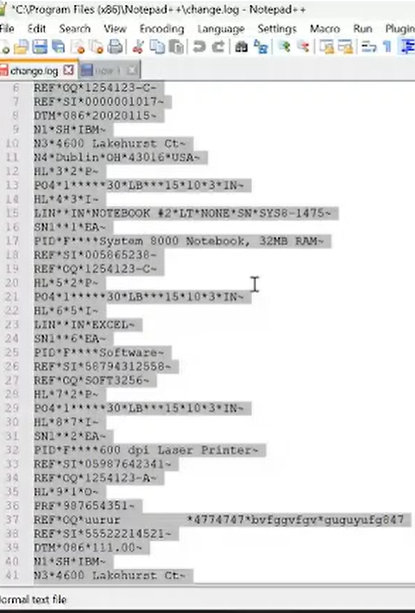 *C:\Program Files (x86)\Notepad++\change.log - Notepad++
File Edit Search View Encoding Language Settings Macro Run Plugin
change.log new 1
6 REF*OQ*1254123-C~
7 REF*SI*0000001017~
8 DTM*086*20020115~
9 N1*SH*IBM~
10 N3*4600 Lakehurst Ct~
11 N4*Dublin*OH*43016*USA~
12 HL*3*2*P~
13 PO4*1*****30*LB***15*10*3*IN~
14 HL*4*3*I~
15 LIN**IN*NOTEBOOK #2*LT*NONE*SN*SYS8-1475~
16 SN1**1*EA~
17 PID*F****System 8000 Notebook, 32MB RAM~
18 REF*SI*005865238~
19 REF*OQ*1254123-C~
20 HL*5*2*P~
21 PO4*1*****30*LB***15*10*3*IN~
22 HL*6*5*I~
23 LIN**IN*EXCEL~
24 SN1**6*EA~
25 PID*F****Software~
26 REF*SI*58794312558~
27 REF*OQ*SOFT3256~
28 HL*7*2*P~
29 PO4*1*****30*LB***15*10*3*IN~
30 HL*8*7*I~
31 SN1**2*EA~
32 PID*F****600 dpi Laser Printer~
33 REF*SI*05987642341~
34 REF*OQ*1254123-A~
35 HL*9*1*O~
36 PRF*987654351~
37 REF*OQ*uurur *4774747*bvfggvfgv*guguyufg847
38 REF*SI*55522214521~
39 DTM*086*111.00~
40 N1*SH*IBM~
41 N3*4600 Lakehurst Ct~
Normal text file